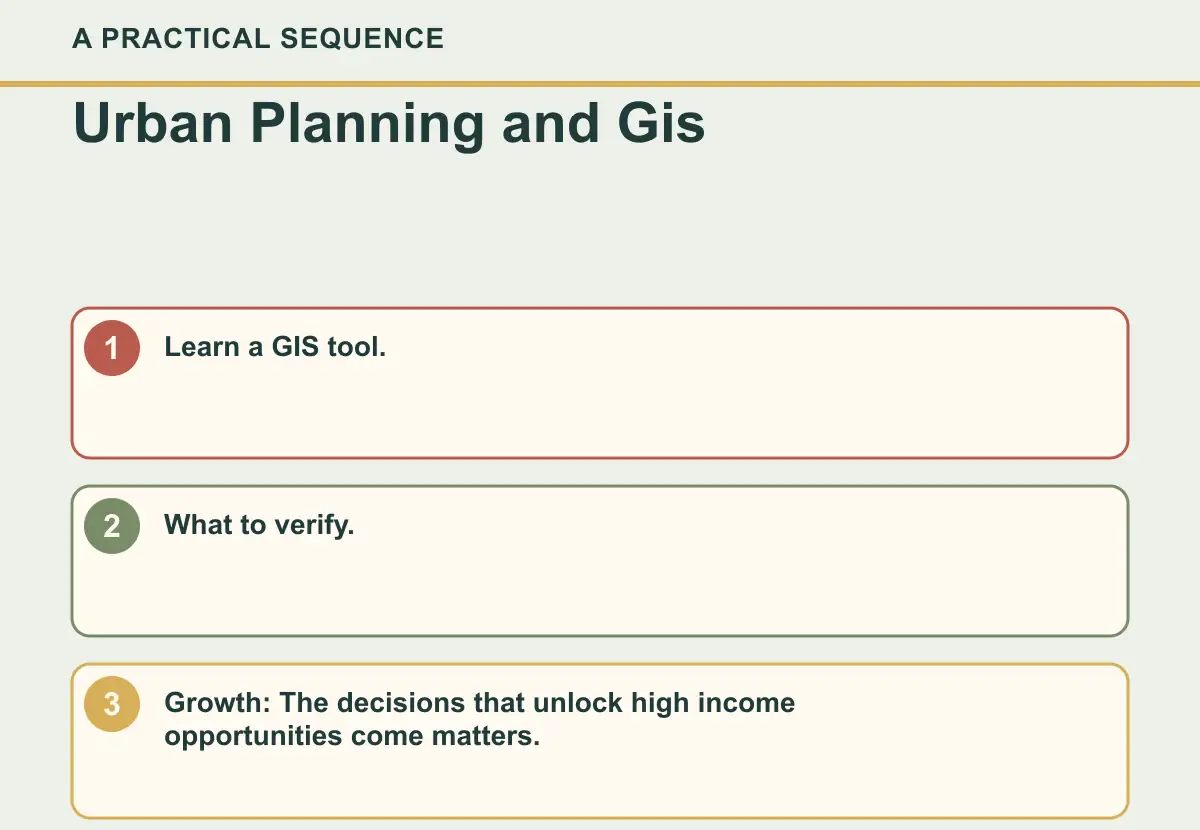 A PRACTICAL SEQUENCE
Urban Planning and Gis
1
Learn a GIS tool.
2
What to verify.
3
Growth: The decisions that unlock high income
opportunities come matters.